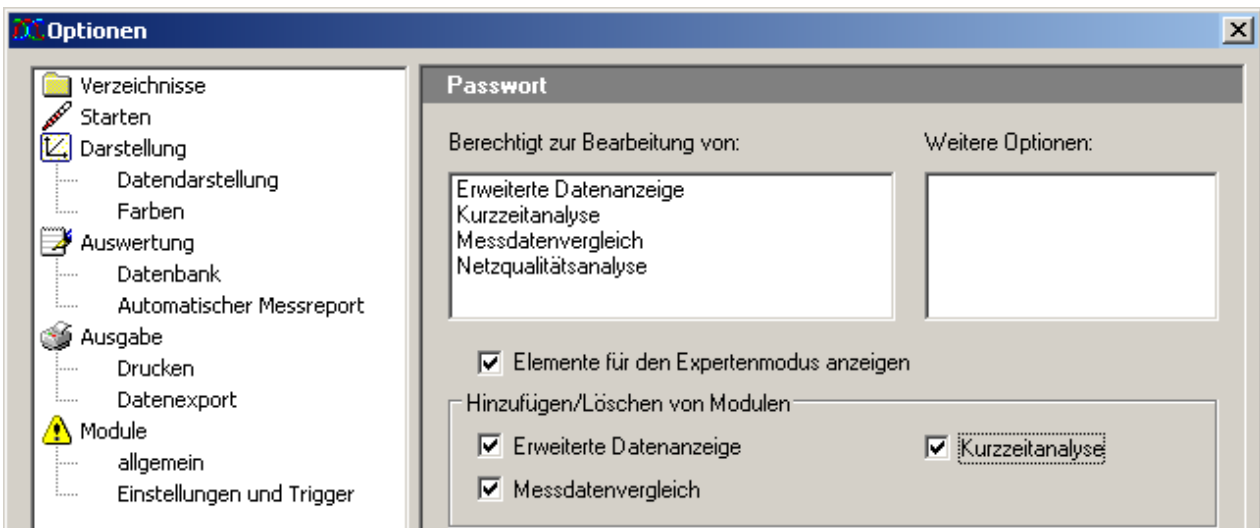 Optionen
Verzeichnisse
Starten
Darstellung
Datendarstellung
Farben
Auswertung
Datenbank
Automatischer Messreport
Ausgabe
Drucken
Datenexport
Module
allgemein
Einstellungen und Trigger
Passwort
Berechtigt zur Bearbeitung von:
Erweiterte Datenanzeige
Kurzzeitanalyse
Messdatenvergleich
Netzqualitätsanalyse
Weitere Optionen:
Elemente für den Expertenmodus anzeigen
Hinzufügen/Löschen von Modulen
Erweiterte Datenanzeige
Kurzzeitanalyse
Messdatenvergleich